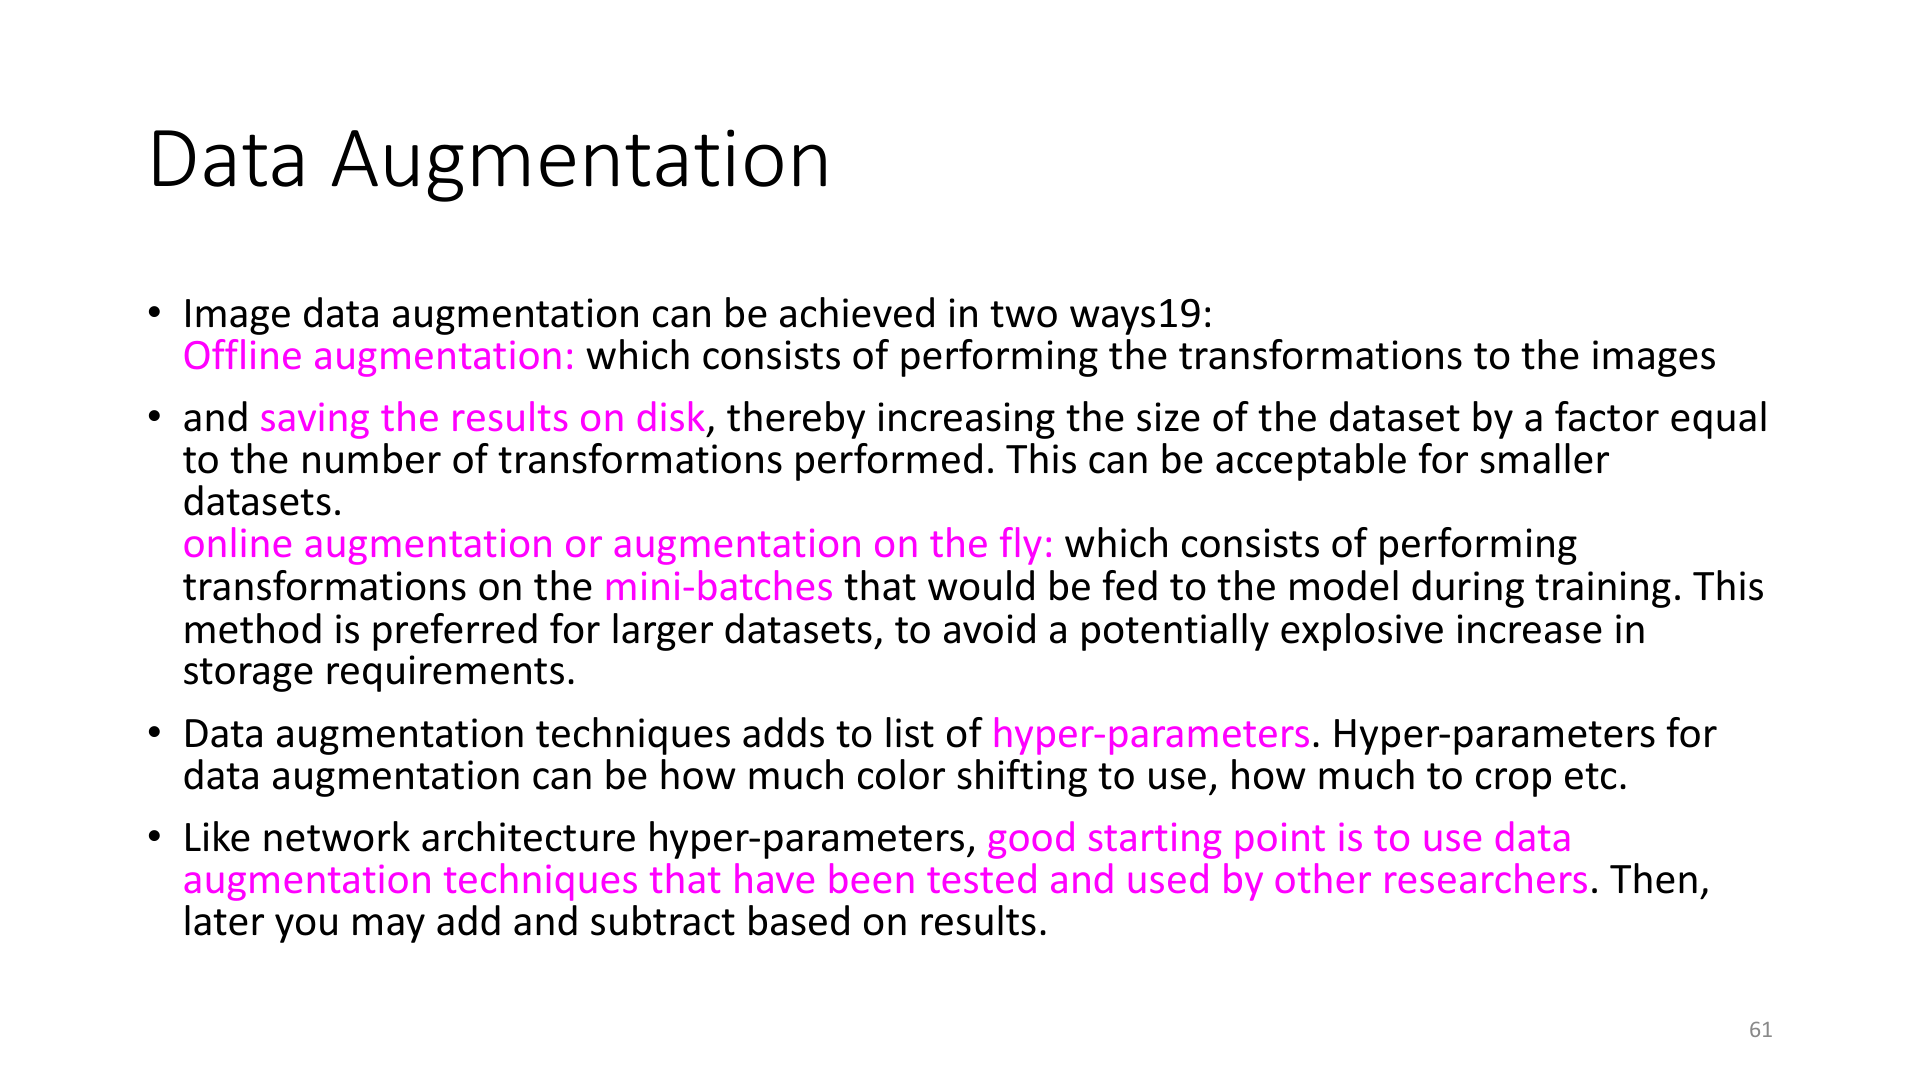 Data Augmentation
• Image data augmentation can be achieved in two ways19:
Offline augmentation: which consists of performing the transformations to the images
• and saving the results on disk, thereby increasing the size of the dataset by a factor equal
to the number of transformations performed. This can be acceptable for smaller
datasets.
online augmentation or augmentation on the fly: which consists of performing
transformations on the mini-batches that would be fed to the model during training. This
method is preferred for larger datasets, to avoid a potentially explosive increase in
storage requirements.
• Data augmentation techniques adds to list of hyper-parameters. Hyper-parameters for
data augmentation can be how much color shifting to use, how much to crop etc.
• Like network architecture hyper-parameters, good starting point is to use data
augmentation techniques that have been tested and used by other researchers. Then,
later you may add and subtract based on results.
61